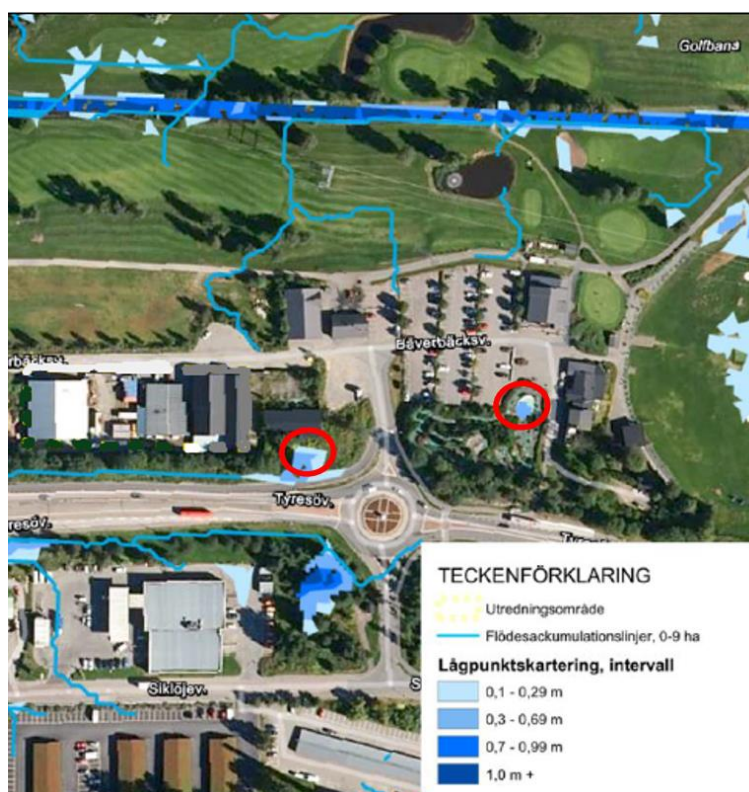 Golfbana
Bäverbäcksv.
rbäcksv.
Tyresöv.
resöv.
Siklöjev.
S
TECKENFÖRKLARING
Utredningsområde
Flödesackumulationslinjer, 0-9 ha
Lågpunktskartering, intervall
0,1 - 0,29 m
0,3 - 0,69 m
0,7 - 0,99 m
1,0 m +